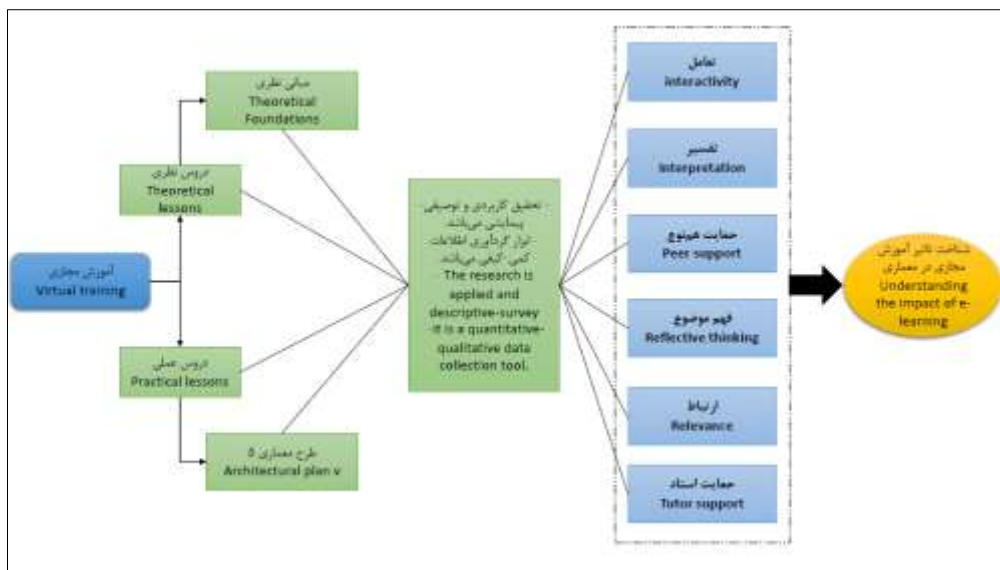 مبانی نظری
Theoretical
Foundations
دروس نظری
Theoretical
lessons
آموزش مجازی
Virtual training
دروس عملی
Practical lessons
طرح معماری 5
Architectural plan v
- تحقیق کاربردی و توصیفی
پیمایشی می‌باشد.
ابزار گردآوری اطلاعات
کمی -کیفی می‌باشد.
The research is
applied and
descriptive-survey
-It is a quantitative-
qualitative data
collection tool.
تعامل
interactivity
تفسیر
Interpretation
حمایت هم‌نوع
Peer support
فهم موضوع
Reflective thinking
ارتباط
Relevance
حمایت استاد
Tutor support
شناخت تاثیر آموزش
مجازی در معماری
Understanding
the impact of e-
learning